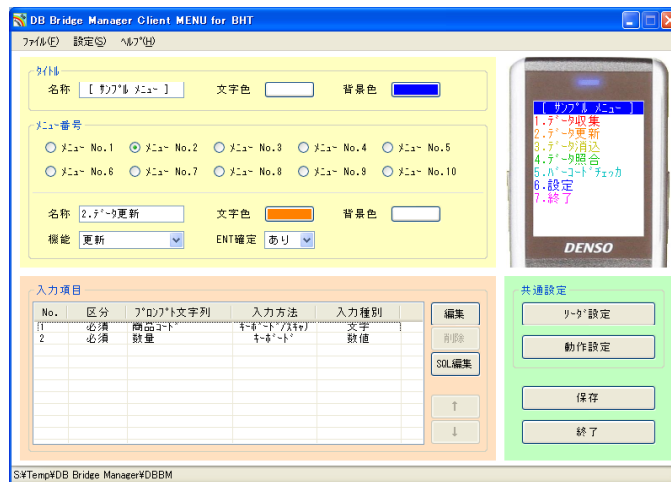 DB Bridge Manager Client MENU for BHT
ﾌｧｲﾙ(F) 設定(S) ﾍﾙﾌﾟ(H)
ﾀｲﾄﾙ
名称 [ ｻﾝﾌﾟﾙ ﾒﾆｭｰ ] 文字色 背景色
ﾒﾆｭｰ番号
ﾒﾆｭｰ No.1 ﾒﾆｭｰ No.2 ﾒﾆｭｰ No.3 ﾒﾆｭｰ No.4 ﾒﾆｭｰ No.5
ﾒﾆｭｰ No.6 ﾒﾆｭｰ No.7 ﾒﾆｭｰ No.8 ﾒﾆｭｰ No.9 ﾒﾆｭｰ No.10
名称 2.ﾃﾞｰﾀ更新 文字色 背景色
機能 更新 ENT確定 あり
[ ｻﾝﾌﾟﾙ ﾒﾆｭｰ ]
1.ﾃﾞｰﾀ収集
2.ﾃﾞｰﾀ更新
3.ﾃﾞｰﾀ消込
4.ﾃﾞｰﾀ照合
5.ﾊﾞｰｺｰﾄﾞﾁｪｯｶ
6.設定
7.終了
DENSO
入力項目
No. 区分 ﾌﾟﾛﾝﾌﾟﾄ文字列 入力方法 入力種別
1 必須 商品ｺｰﾄﾞ ｷｰﾎﾞｰﾄﾞ/ｽｷｬﾅ 文字
2 必須 数量 ｷｰﾎﾞｰﾄﾞ 数値
編集
削除
SQL編集
↑
↓
共通設定
ﾘｰﾀﾞ設定
動作設定
保存
終了
S:¥Temp¥DB Bridge Manager¥DBBM